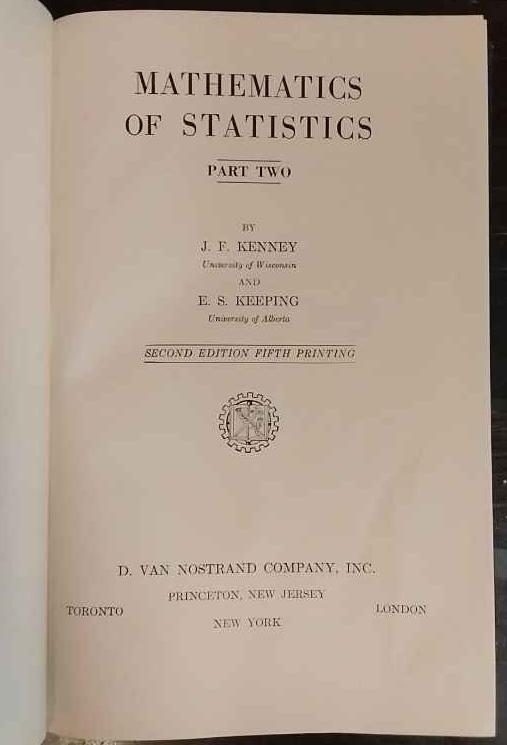 MATHEMATICS
OF STATISTICS
PART TWO
BY
J. F. KENNEY
University of Wisconsin
AND
E. S. KEEPING
University of Alberta
SECOND EDITION FIFTH PRINTING
D. VAN NOSTRAND COMPANY, INC.
PRINCETON, NEW JERSEY
TORONTO LONDON
NEW YORK